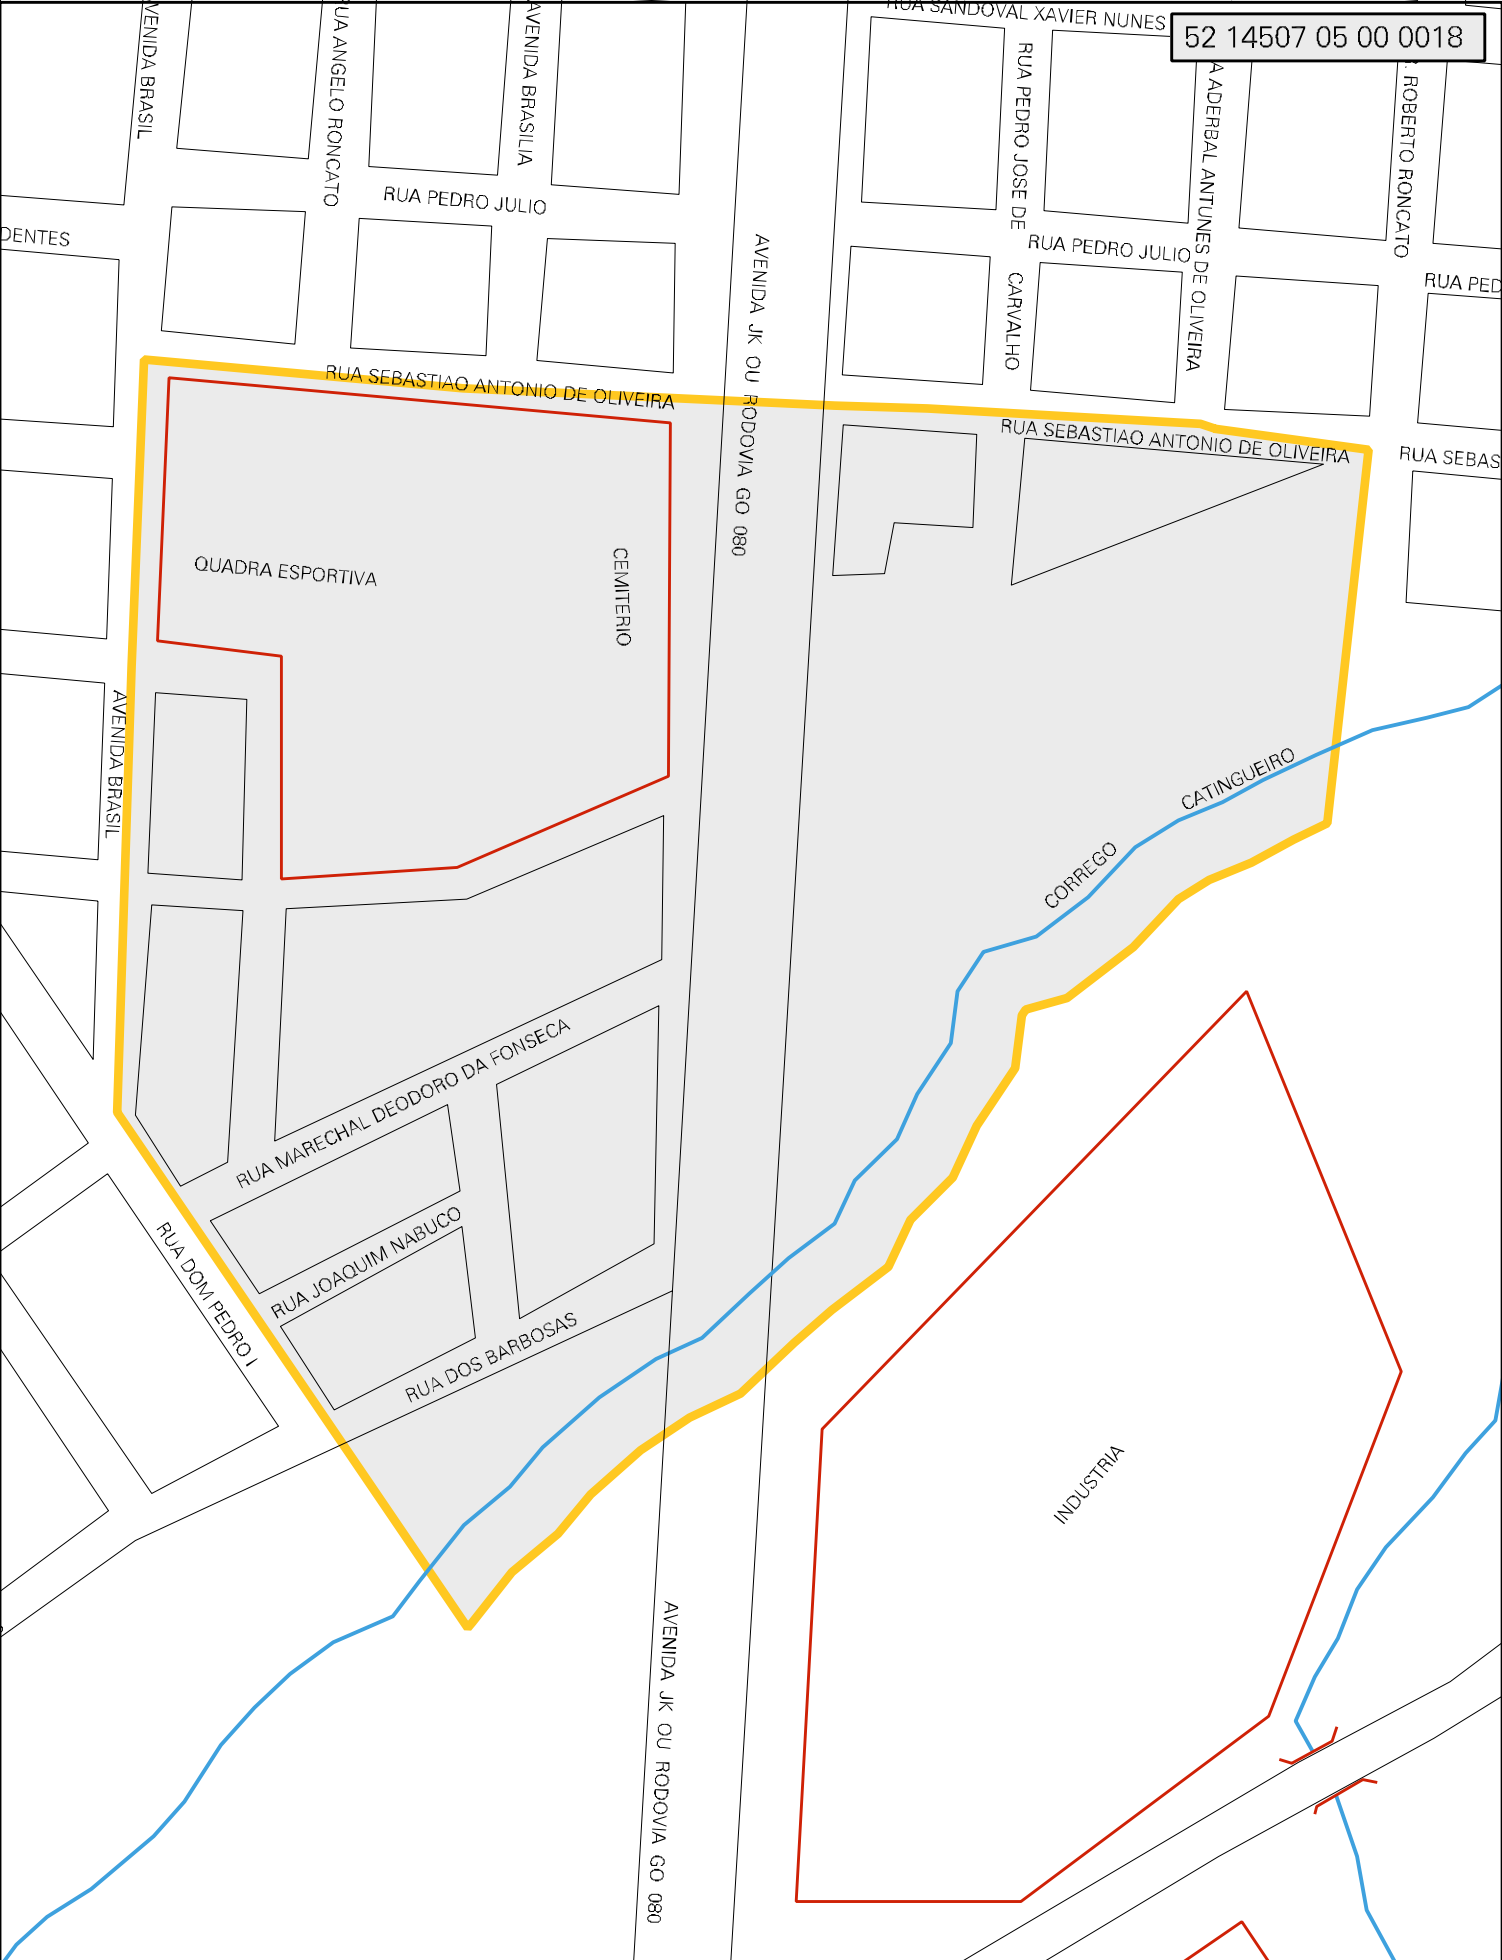 RUA SANDOVAL XAVIER NUNES
52 14507 05 00 0018
AVENIDA BRASIL
RUA ANGELO RONCATO
AVENIDA BRASILIA
RUA PEDRO JOSE DE
CARVALHO
ADERBAL ANTUNES DE OLIVEIRA
ROBERTO RONCATO
RUA PEDRO JULIO
DENTES
RUA PEDRO JULIO
RUA PED
AVENIDA JK OU RODOVIA GO 080
RUA SEBASTIAO ANTONIO DE OLIVEIRA
RUA SEBASTIAO ANTONIO DE OLIVEIRA
RUA SEBAS
QUADRA ESPORTIVA
CEMITERIO
AVENIDA BRASIL
CORREGO CATINGUEIRO
RUA MARECHAL DEODORO DA FONSECA
RUA JOAQUIM NABUCO
RUA DOM PEDRO I
RUA DOS BARBOSAS
INDUSTRIA
AVENIDA JK OU RODOVIA GO 080